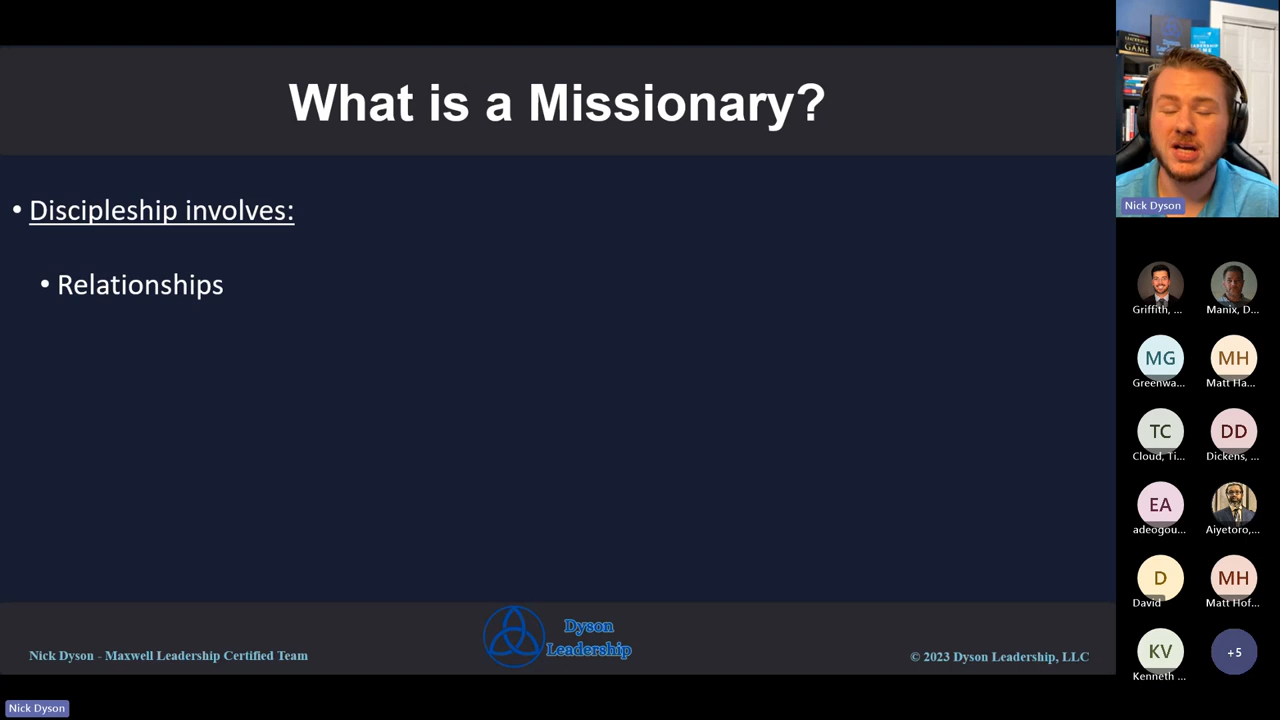 What is a Missionary?
• Discipleship involves:
• Relationships
Nick Dyson - Maxwell Leadership Certified Team
Dyson
Leadership
© 2023 Dyson Leadership, LLC
Nick Dyson
GAME
Nick Dyson
Griffith, ...
Manix, D...
MG
Greenwa...
MH
Matt Ha...
TC
Cloud, Ti...
DD
Dickens, ...
EA
adeogou...
Aiyetoro,...
D
David
MH
Matt Hof...
KV
Kenneth ...
+5